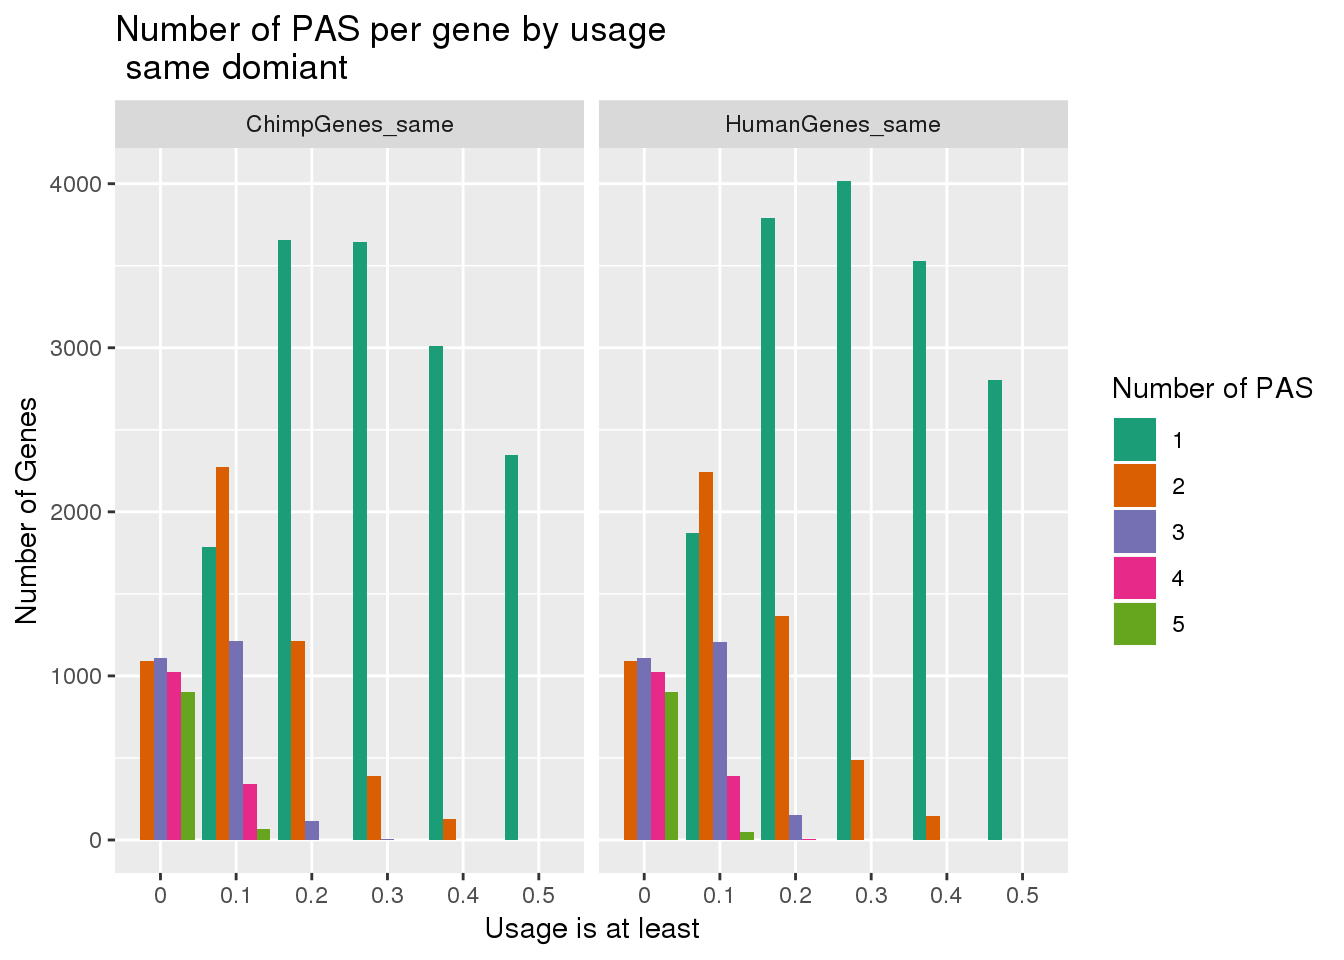 Number of PAS per gene by usage
same domiant
ChimpGenes_same
HumanGenes_same
4000
3000
2000
1000
0
Number of Genes
0 0.1 0.2 0.3 0.4 0.5
0 0.1 0.2 0.3 0.4 0.5
Usage is at least
Number of PAS
1
2
3
4
5